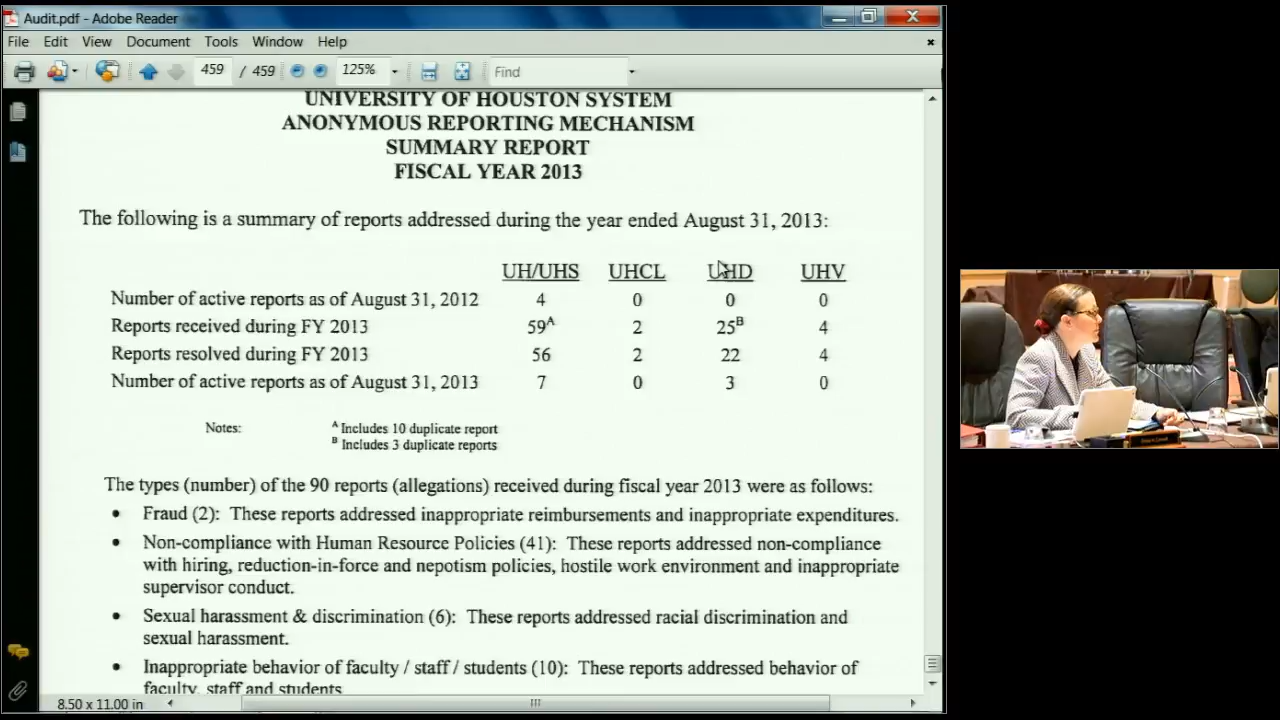 Audit.pdf - Adobe Reader
File Edit View Document Tools Window Help
459 / 459 125% Find
UNIVERSITY OF HOUSTON SYSTEM
ANONYMOUS REPORTING MECHANISM
SUMMARY REPORT
FISCAL YEAR 2013
The following is a summary of reports addressed during the year ended August 31, 2013:
UH/UHS UHCL UHD UHV
Number of active reports as of August 31, 2012 4 0 0 0
Reports received during FY 2013 59A 2 25B 4
Reports resolved during FY 2013 56 2 22 4
Number of active reports as of August 31, 2013 7 0 3 0
Notes: A Includes 10 duplicate report
B Includes 3 duplicate reports
The types (number) of the 90 reports (allegations) received during fiscal year 2013 were as follows:
• Fraud (2): These reports addressed inappropriate reimbursements and inappropriate expenditures.
• Non-compliance with Human Resource Policies (41): These reports addressed non-compliance
with hiring, reduction-in-force and nepotism policies, hostile work environment and inappropriate
supervisor conduct.
• Sexual harassment & discrimination (6): These reports addressed racial discrimination and
sexual harassment.
• Inappropriate behavior of faculty / staff / students (10): These reports addressed behavior of
faculty, staff and students
8.50 x 11.00 in